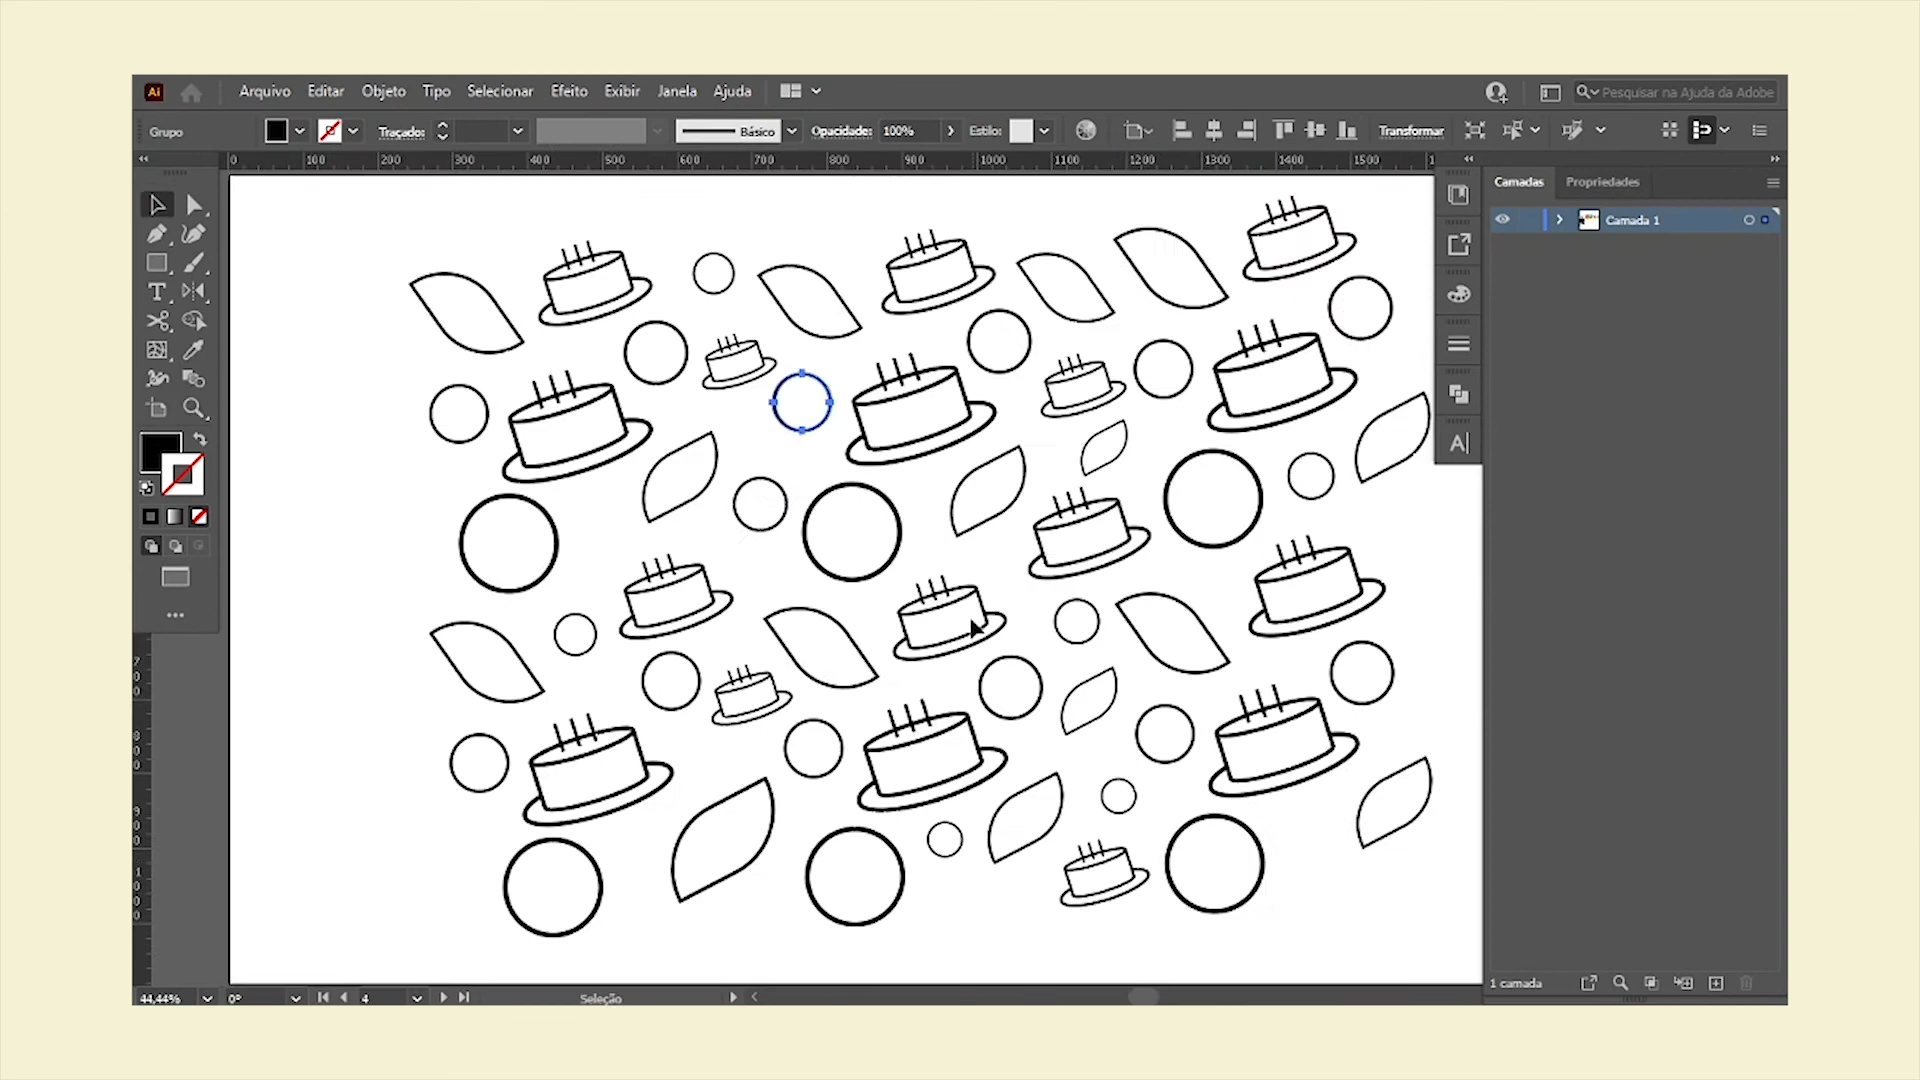 Ai Arquivo Editar Objeto Tipo Selecionar Efeito Exibir Janela Ajuda Pesquisar na Ajuda da Adobe
Grupo Traçado: Básico Opacidade: 100% Estilo: Transformar
0 100 200 300 400 500 600 700 800 900 1000 1100 1200 1300 1400 1500 1
Camadas Propriedades
Camada 1
1 camada
44,44% 0° 4 Seleção